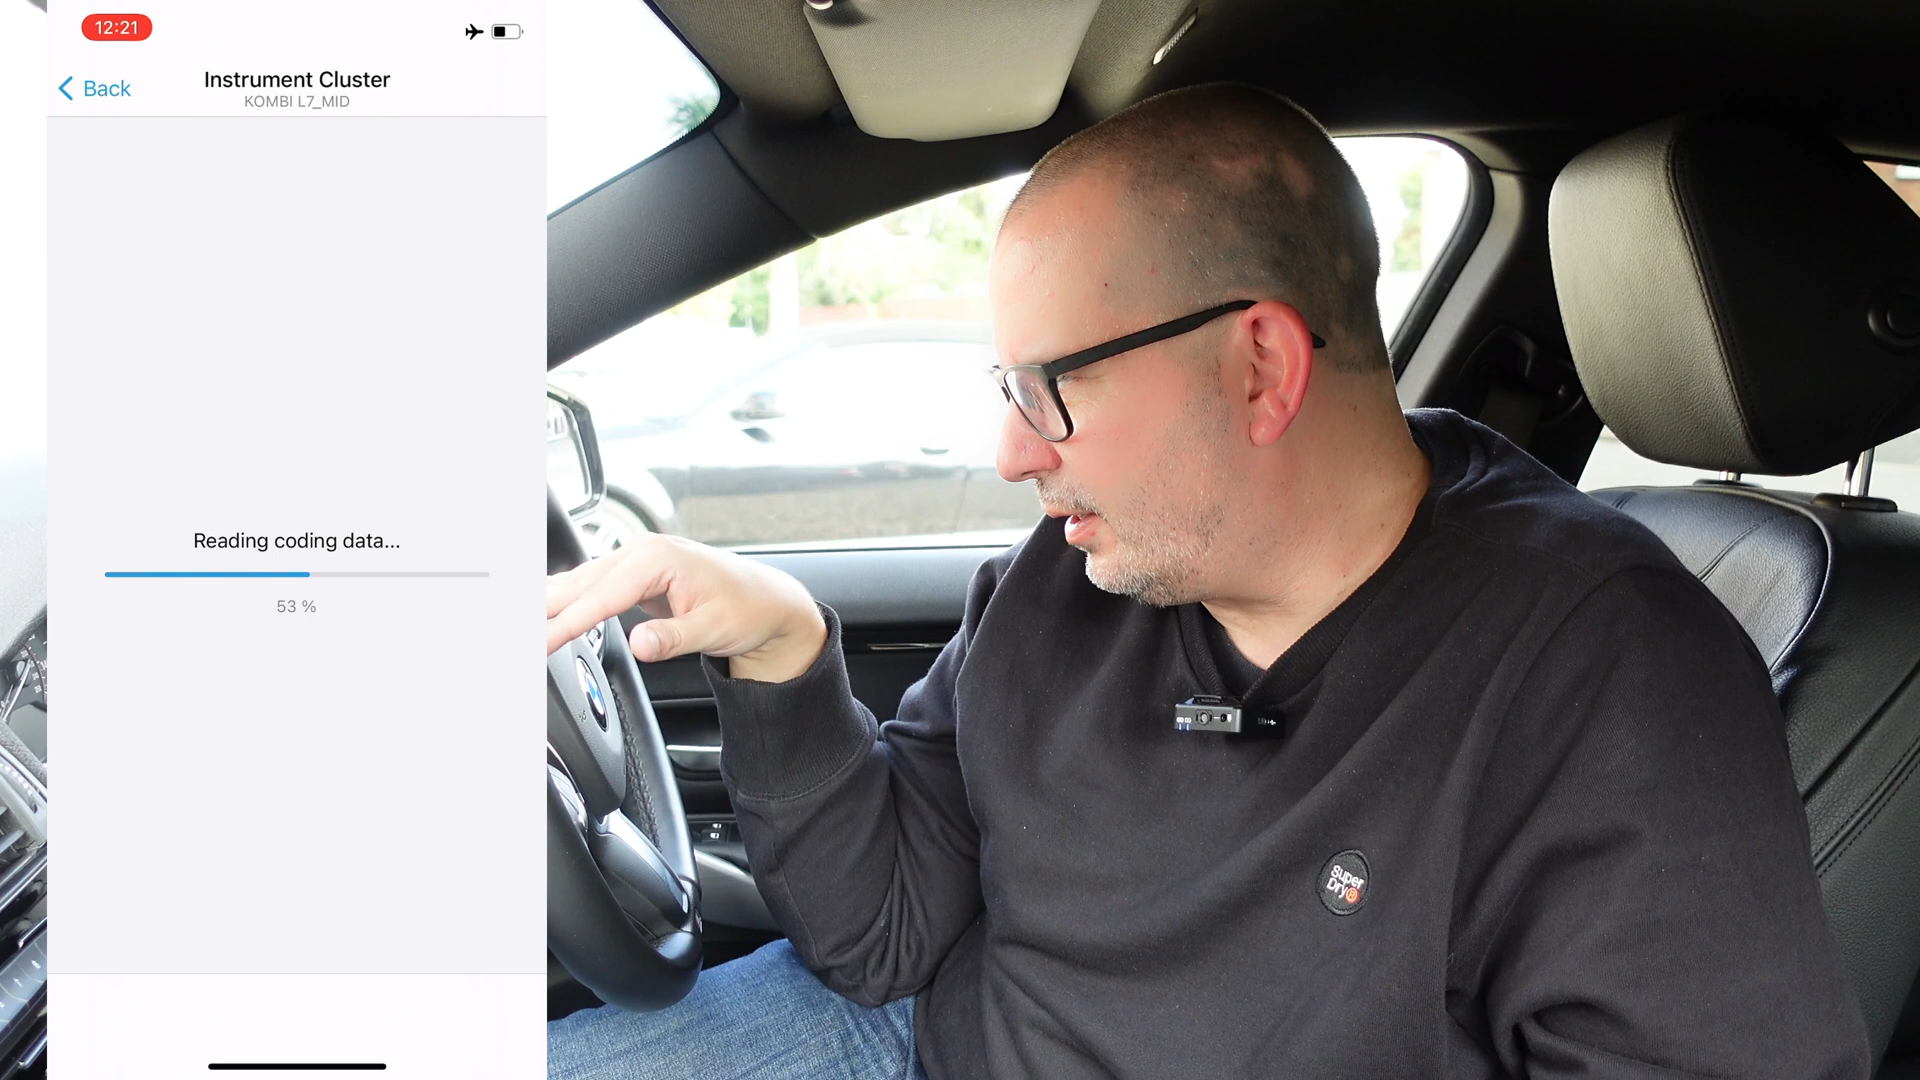 12:21
Back
Instrument Cluster
KOMBI L7_MID
Reading coding data...
53 %
Super
Dry